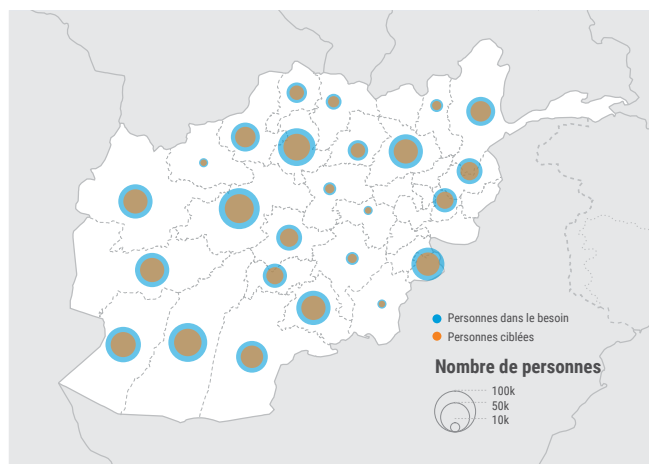 Personnes dans le besoin
Personnes ciblées
Nombre de personnes
100k
50k
10k